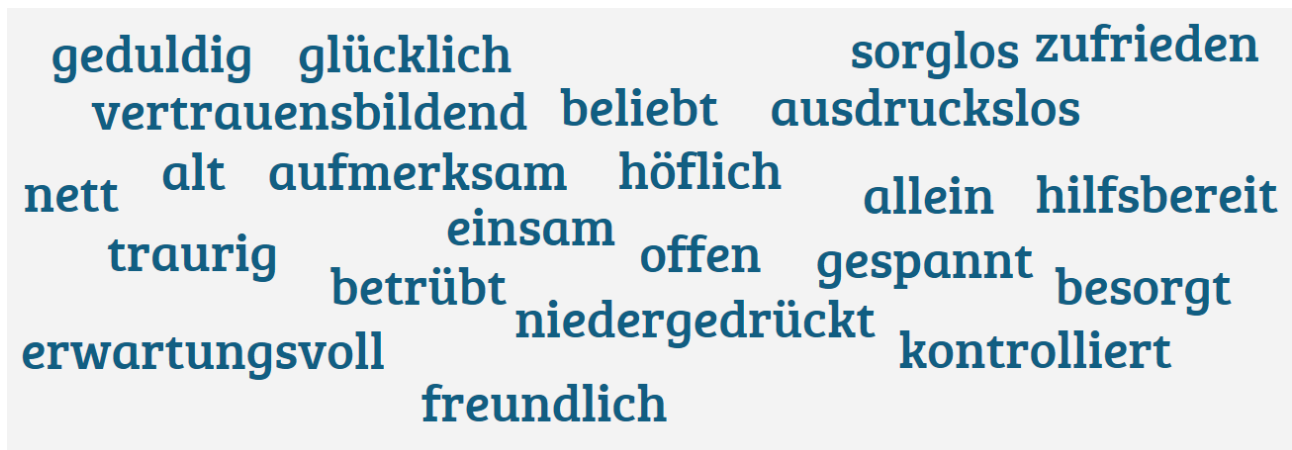 geduldig glücklich sorglos zufrieden
vertrauensbildend beliebt ausdruckslos
nett alt aufmerksam höflich allein hilfsbereit
traurig einsam offen gespannt
betrübt niedergedrückt besorgt
erwartungsvoll kontrolliert
freundlich